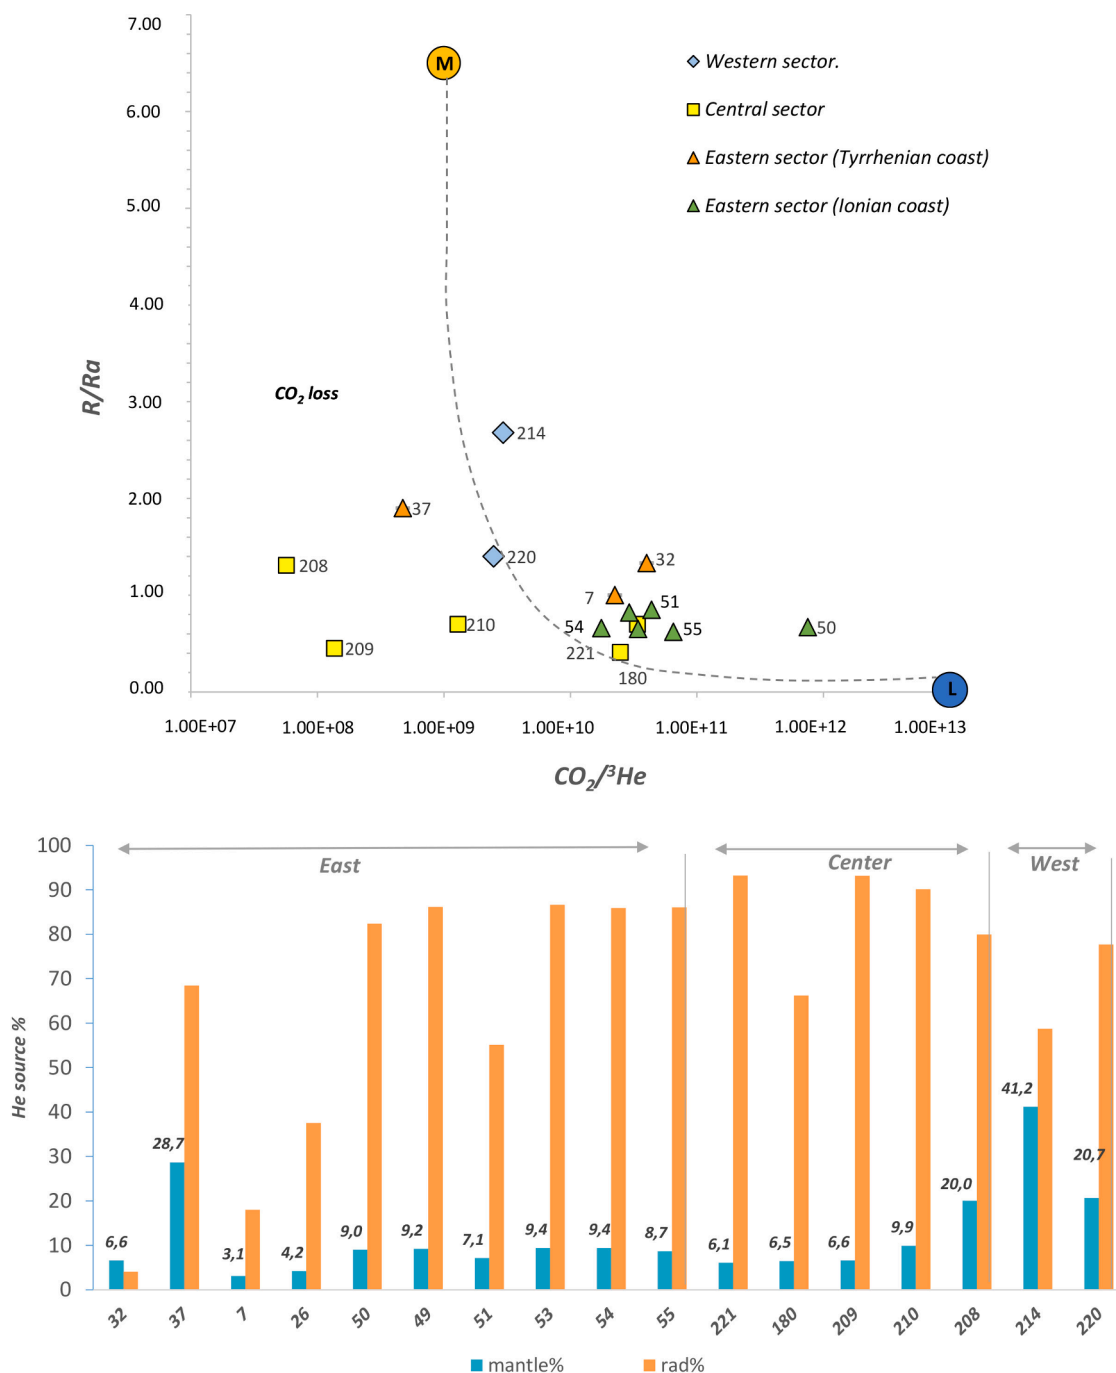 7.00
6.00
5.00
4.00
3.00
2.00
1.00
0.00
R/Ra
M
Western sector.
Central sector
Eastern sector (Tyrrhenian coast)
Eastern sector (Ionian coast)
CO2 loss
214
37
220
208
32
7
51
210
54
55
50
209
221
180
L
1.00E+07 1.00E+08 1.00E+09 1.00E+10 1.00E+11 1.00E+12 1.00E+13
CO2/3He
100
90
80
70
60
50
40
30
20
10
0
He source %
East Center West
6,6 28,7 3,1 4,2 9,0 9,2 7,1 9,4 9,4 8,7 6,1 6,5 6,6 9,9 20,0 41,2 20,7
32 37 7 26 50 49 51 53 54 55 221 180 209 210 208 214 220
mantle% rad%